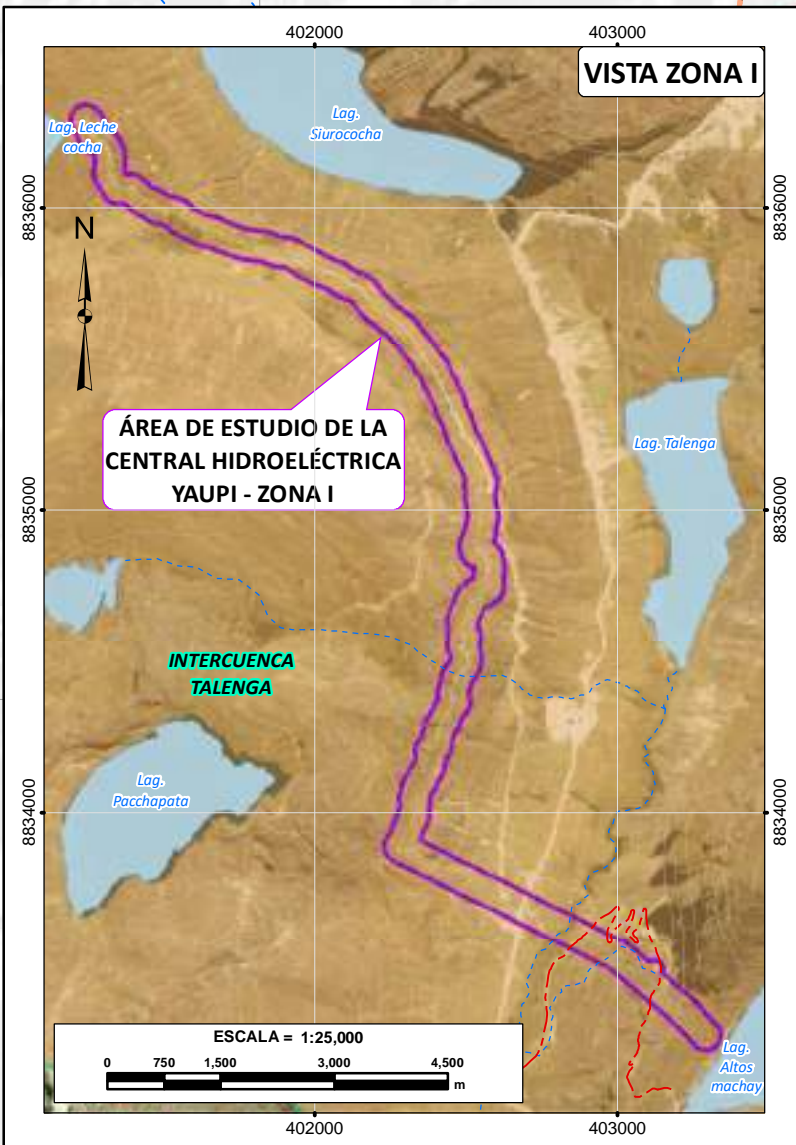 402000
403000
VISTA ZONA I
Lag.
Siurococha
Lag. Leche
cocha
8836000
8836000
N
ÁREA DE ESTUDIO DE LA
CENTRAL HIDROELÉCTRICA
YAUPI - ZONA I
Lag. Talenga
8835000
8835000
INTERCUENCA
TALENGA
Lag.
Pacchapata
8834000
8834000
ESCALA = 1:25,000
0 750 1,500 3,000 4,500
m
Lag.
Altos
machay
8833000
8833000
402000
403000